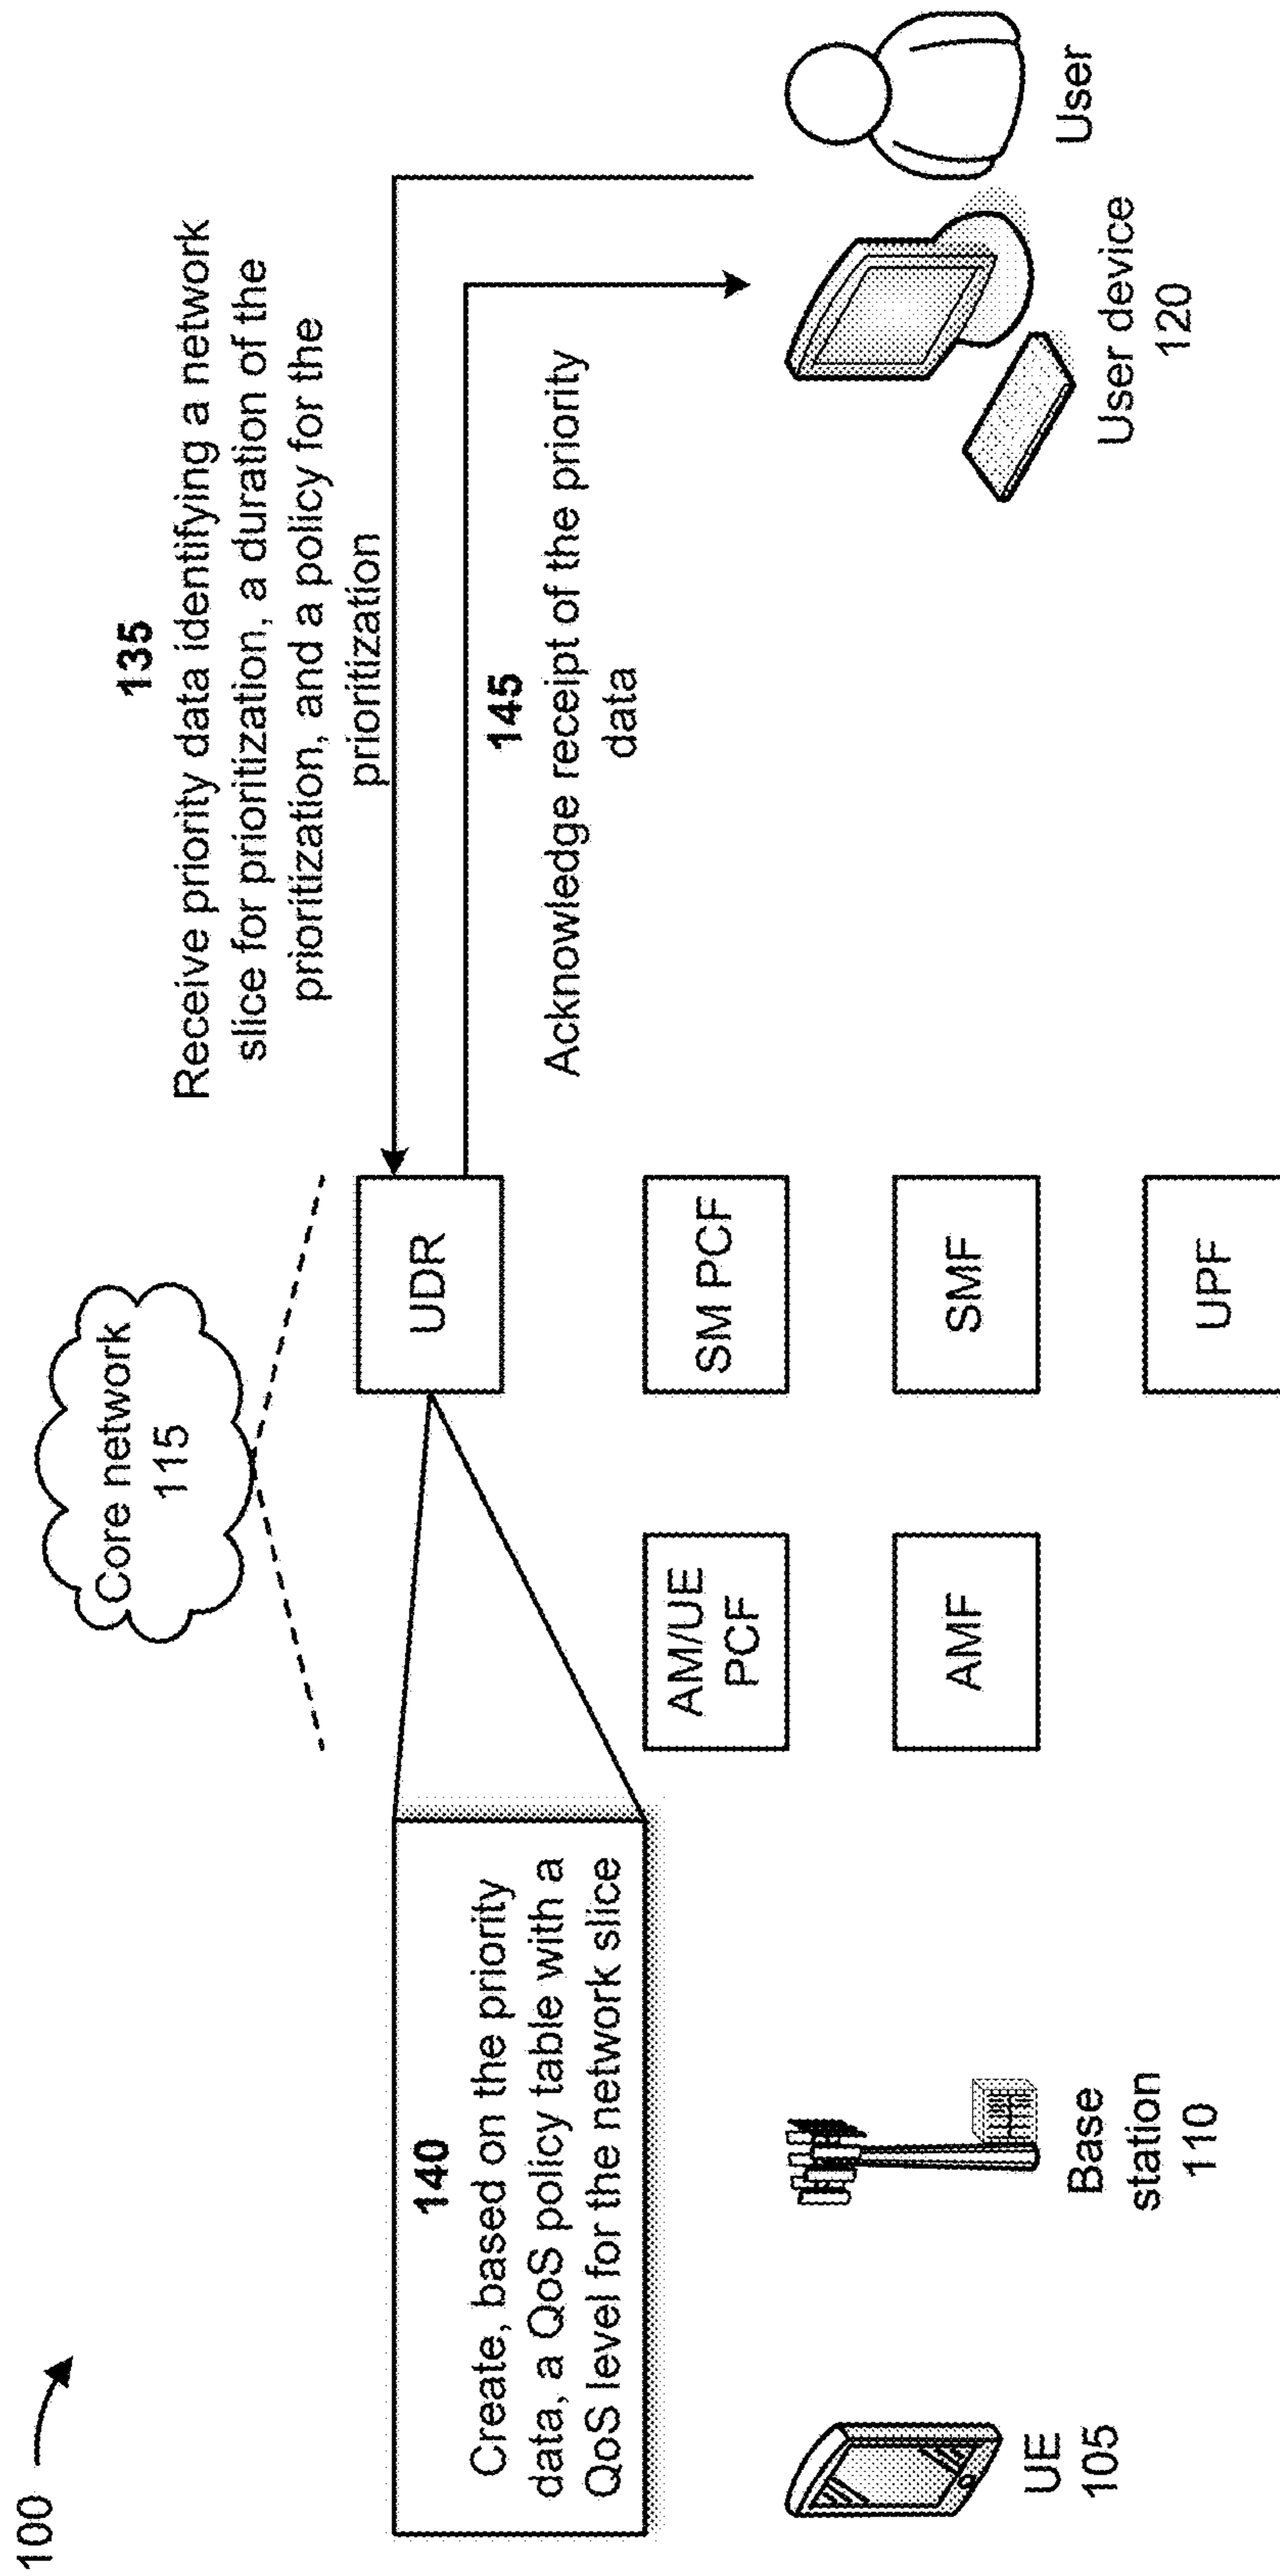 100
Core network
115
135
Receive priority data identifying a network
slice for prioritization, a duration of the
prioritization, and a policy for the
prioritization
140
Create, based on the priority
data, a QoS policy table with a
QoS level for the network slice
UDR
145
Acknowledge receipt of the priority
data
AM/UE
PCF
SM PCF
AMF
SMF
UPF
UE
105
Base
station
110
User device
120
User